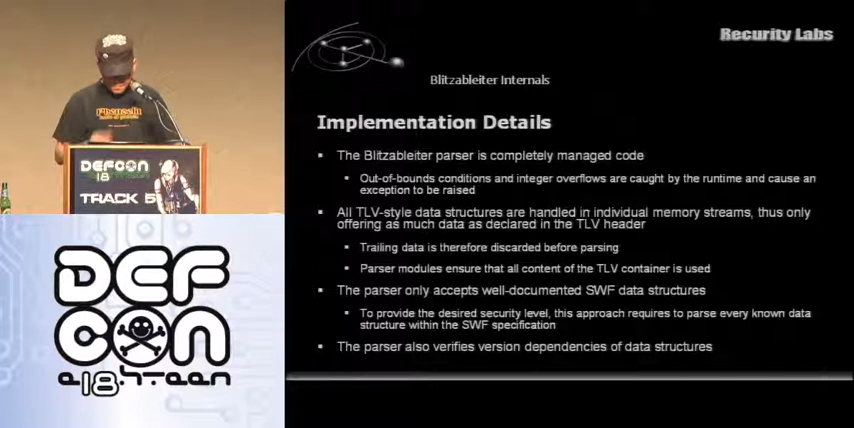 DEFCON
18
TRACK 5
DEF
CON
e18hteen
Recurity Labs
Blitzableiter Internals
Implementation Details
The Blitzableiter parser is completely managed code
Out-of-bounds conditions and integer overflows are caught by the runtime and cause an
exception to be raised
All TLV-style data structures are handled in individual memory streams, thus only
offering as much data as declared in the TLV header
Trailing data is therefore discarded before parsing
Parser modules ensure that all content of the TLV container is used
The parser only accepts well-documented SWF data structures
To provide the desired security level, this approach requires to parse every known data
structure within the SWF specification
The parser also verifies version dependencies of data structures